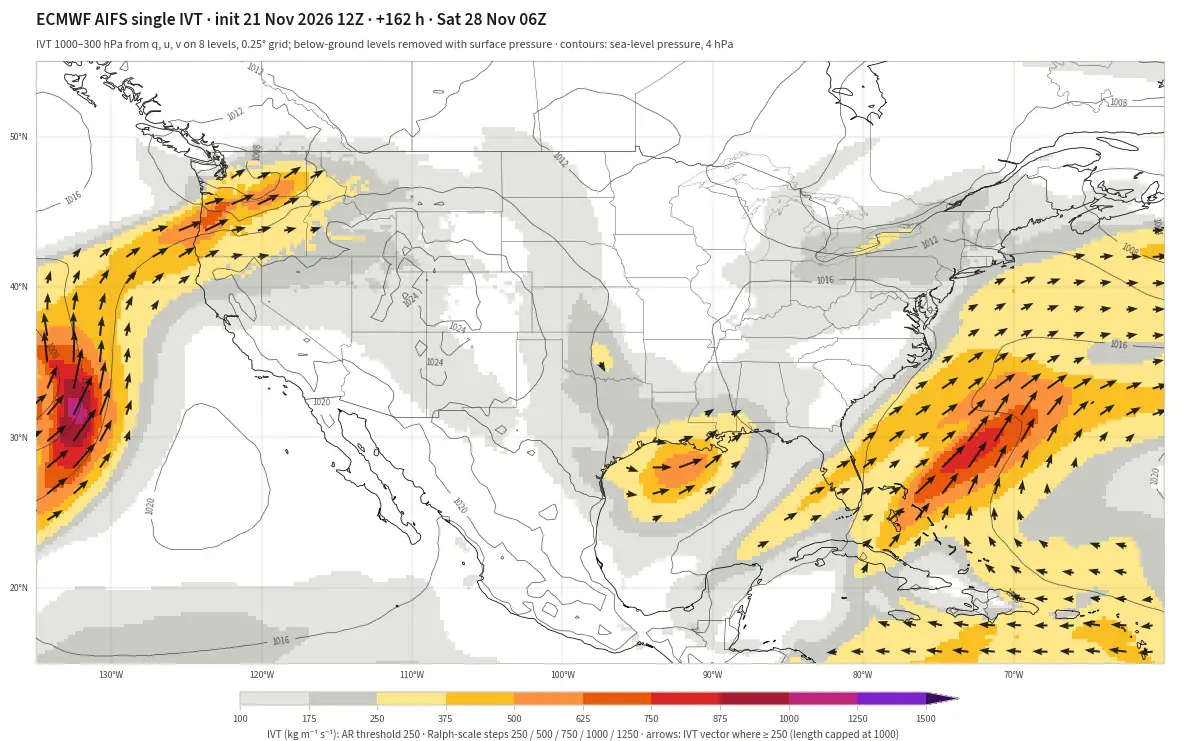 ECMWF AIFS single IVT · init 21 Nov 2026 12Z · +162 h · Sat 28 Nov 06Z
IVT 1000–300 hPa from q, u, v on 8 levels, 0.25° grid; below-ground levels removed with surface pressure · contours: sea-level pressure, 4 hPa
1012
1008
1012
50°N
1008
1012
1016
1012
1008
40°N
1016
1024
1024
1016
1024
1020
30°N
1020
1020
1020
20°N
1016
130°W 120°W 110°W 100°W 90°W 80°W 70°W
100 175 250 375 500 625 750 875 1000 1250 1500
IVT (kg m⁻¹ s⁻¹): AR threshold 250 · Ralph-scale steps 250 / 500 / 750 / 1000 / 1250 · arrows: IVT vector where ≥ 250 (length capped at 1000)